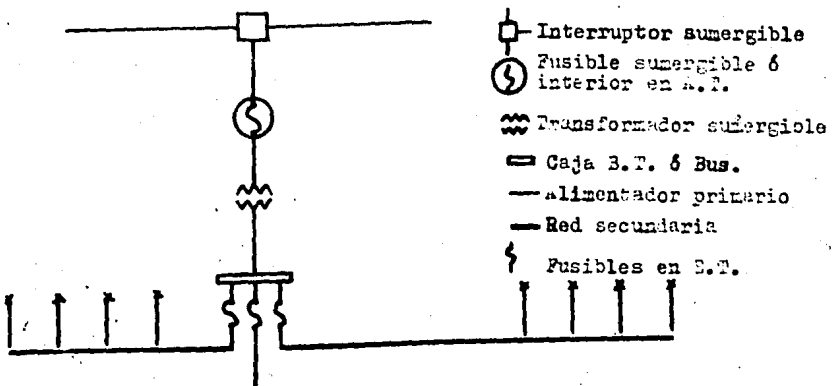 Interruptor sumergible
Fusible sumergible ó
interior en A.T.
Transformador sumergible
Caja B.T. ó Bus.
Alimentador primario
Red secundaria
Fusibles en B.T.